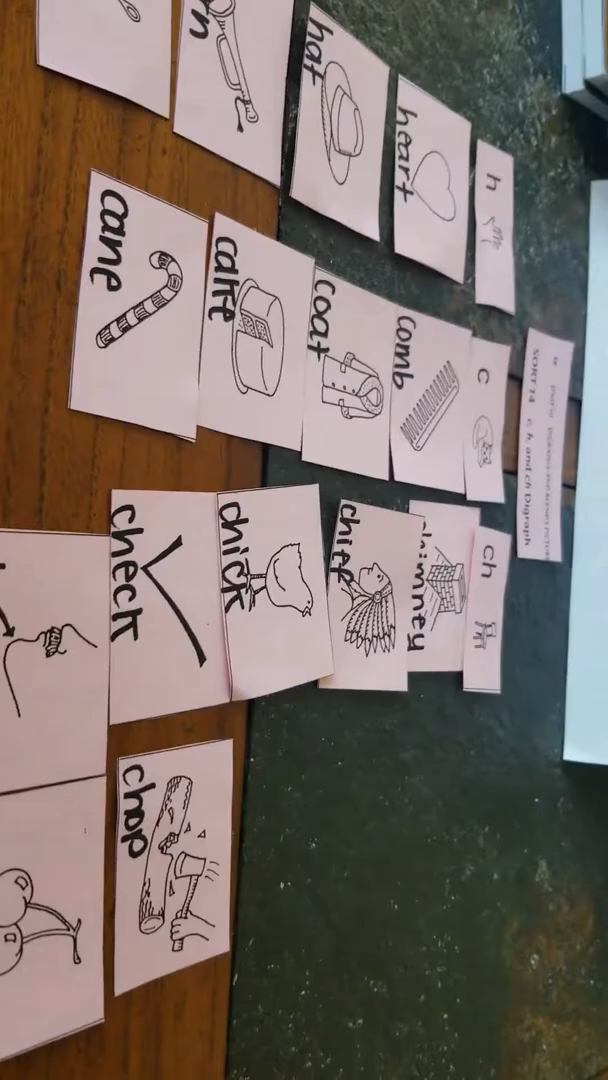 SORT 14 c, h, and ch Digraph
h
c
ch
heart
comb
chimney
hat
coat
chief
cake
chick
cane
check
chop